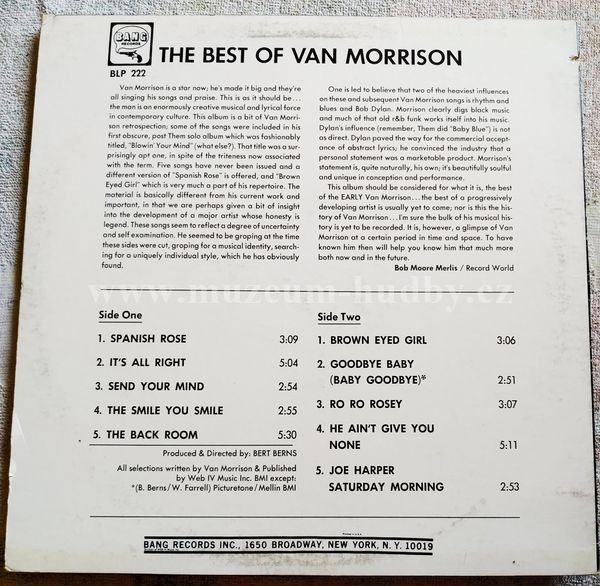 BANG
RECORDS
BLP 222
THE BEST OF VAN MORRISON
Van Morrison is a star now; he's made it big and they're
all singing his songs and praise. This is as it should be...
the man is an enormously creative musical and lyrical force
in contemporary culture. This album is a bit of Van Morri-
son retrospection; some of the songs were included in his
first obscure, post Them solo album which was fashionably
titled, "Blowin' Your Mind" (what else?). That title was a sur-
prisingly apt one, in spite of the triteness now associated
with the term. Five songs have never been issued and a
different version of "Spanish Rose" is offered, and "Brown
Eyed Girl" which is very much a part of his repertoire. The
material is basically different from his current work and
important, in that we are perhaps given a bit of insight
into the development of a major artist whose honesty is
legend. These songs seem to reflect a degree of uncertainty
and self examination. He seemed to be groping at the time
these sides were cut, groping for a musical identity, search-
ing for a uniquely individual style, which he has obviously
found.
One is led to believe that two of the heaviest influences
on these and subsequent Van Morrison songs is rhythm and
blues and Bob Dylan. Morrison clearly digs black music
and much of that old r&b funk works itself into his music.
Dylan's influence (remember, Them did "Baby Blue") is not
as direct. Dylan paved the way for the commercial accept-
ance of abstract lyrics; he convinced the industry that a
personal statement was a marketable product. Morrison's
statement is, quite naturally, his own; it's beautifully soulful
and unique in conception and performance.
This album should be considered for what it is, the best
of the EARLY Van Morrison...the best of a progressively
developing artist is usually yet to come; nor is this the his-
tory of Van Morrison...I'm sure the bulk of his musical history
is yet to be recorded. It is, however, a glimpse of Van
Morrison at a certain period in time and space. To have
known him then will help you know him that much more
both now and in the future.
Bob Moore Merlis / Record World
www.muzeum-hudby.cz
Side One
1. SPANISH ROSE 3:09
2. IT'S ALL RIGHT 5:04
3. SEND YOUR MIND 2:54
4. THE SMILE YOU SMILE 2:55
5. THE BACK ROOM 5:30
Produced & Directed by: BERT BERNS
All selections written by Van Morrison & Published
by Web IV Music Inc. BMI except:
*(B. Berns/W. Farrell) Picturetone/Mellin BMI
Side Two
1. BROWN EYED GIRL 3:06
2. GOODBYE BABY
(BABY GOODBYE)* 2:51
3. RO RO ROSEY 3:07
4. HE AIN'T GIVE YOU
NONE 5:11
5. JOE HARPER
SATURDAY MORNING 2:53
BANG RECORDS INC., 1650 BROADWAY, NEW YORK, N.Y. 10019